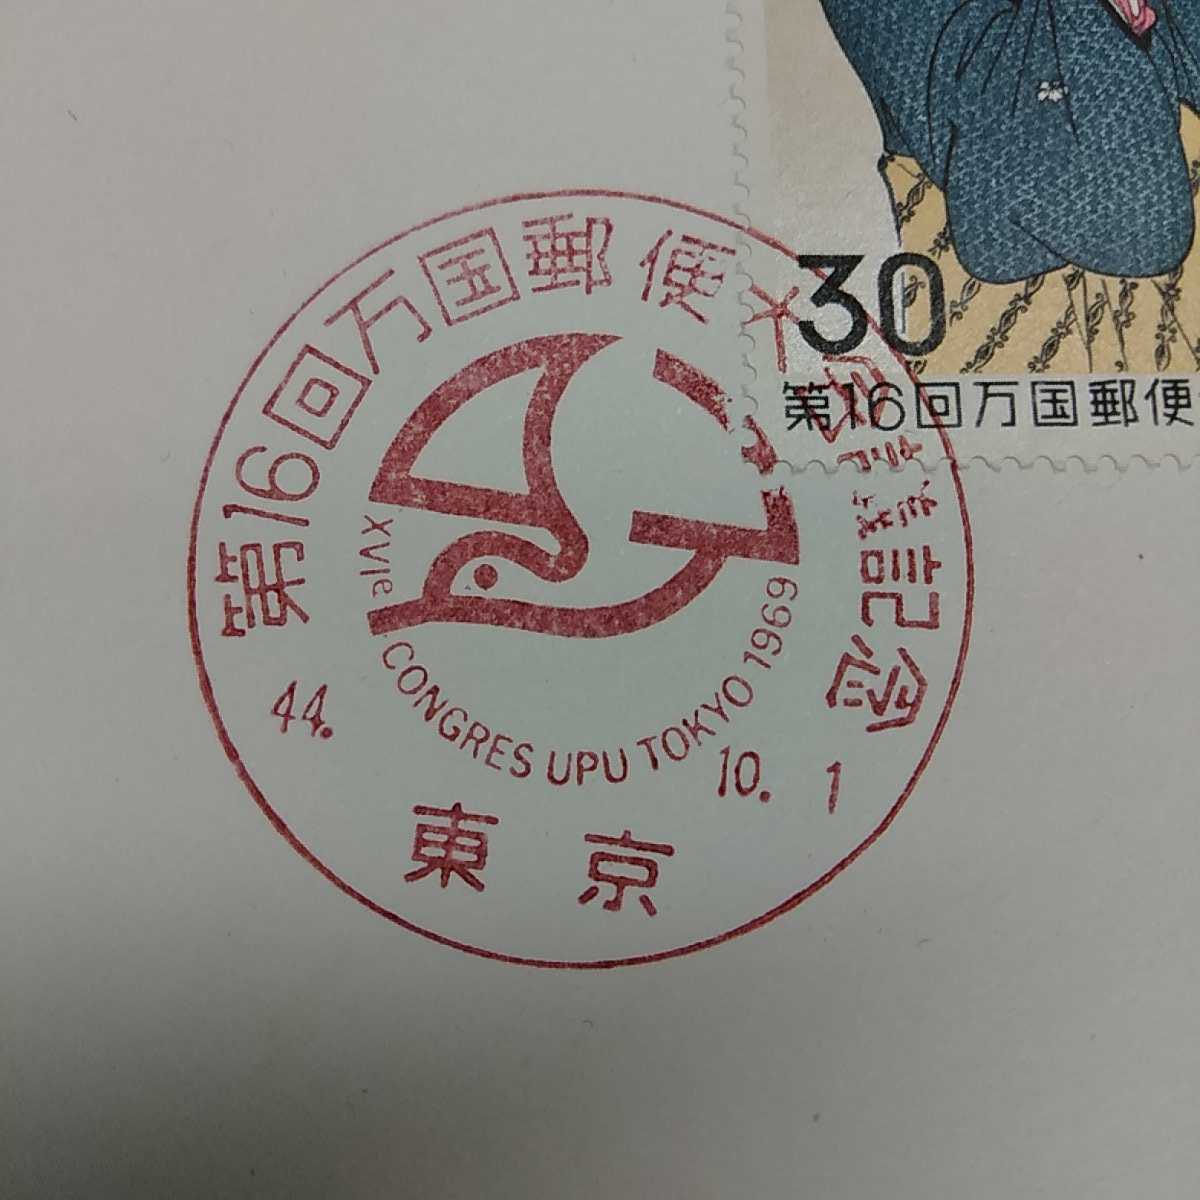 第16回万国郵便大会議記念
XVIe CONGRES UPU TOKYO 1969
44. 10. 1
東京
30
第16回万国郵便